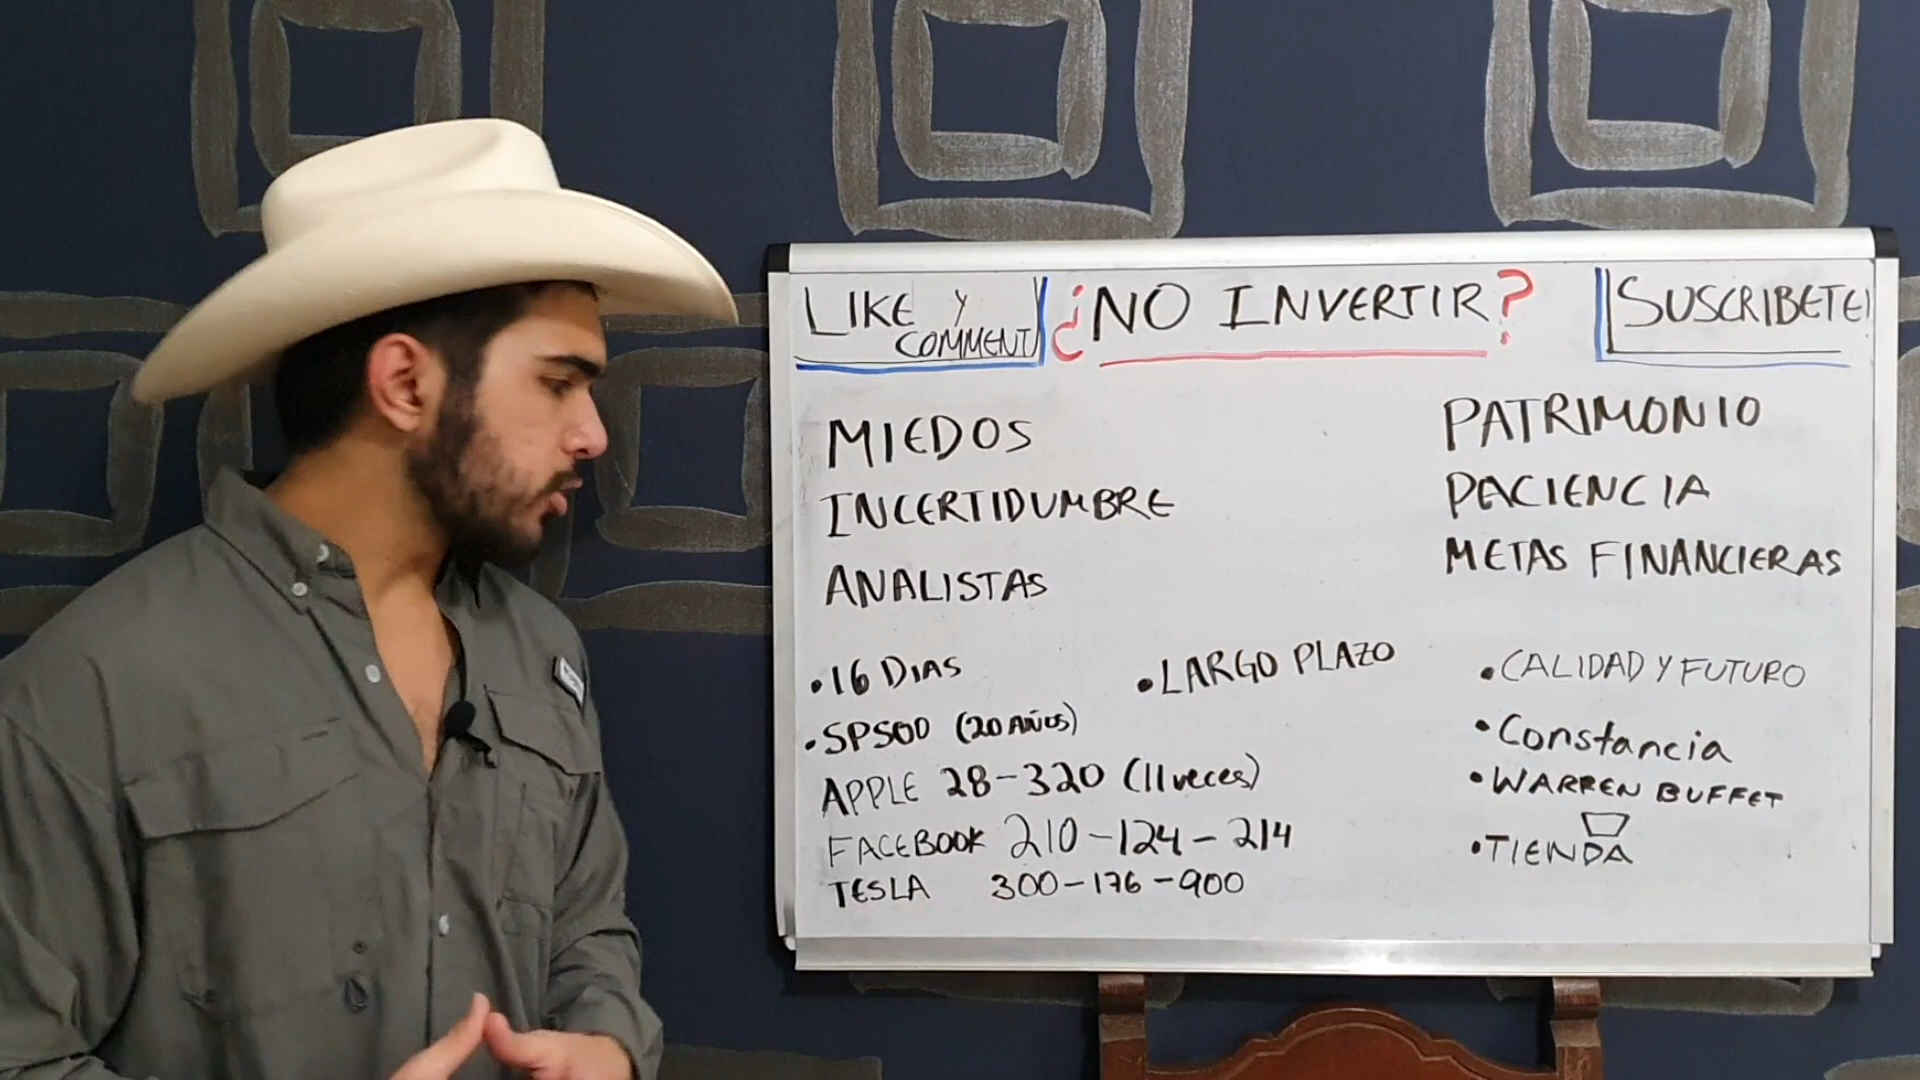 LIKE Y COMMENT
¿NO INVERTIR?
SUSCRIBETE!
MIEDOS
INCERTIDUMBRE
ANALISTAS
PATRIMONIO
PACIENCIA
METAS FINANCIERAS
•16 DIAS
•SP500 (20 AÑOS)
APPLE 28-320 (11 veces)
FACEBOOK 210-124-214
TESLA 300-176-900
•LARGO PLAZO
•CALIDAD Y FUTURO
•Constancia
•WARREN BUFFET
•TIENDA